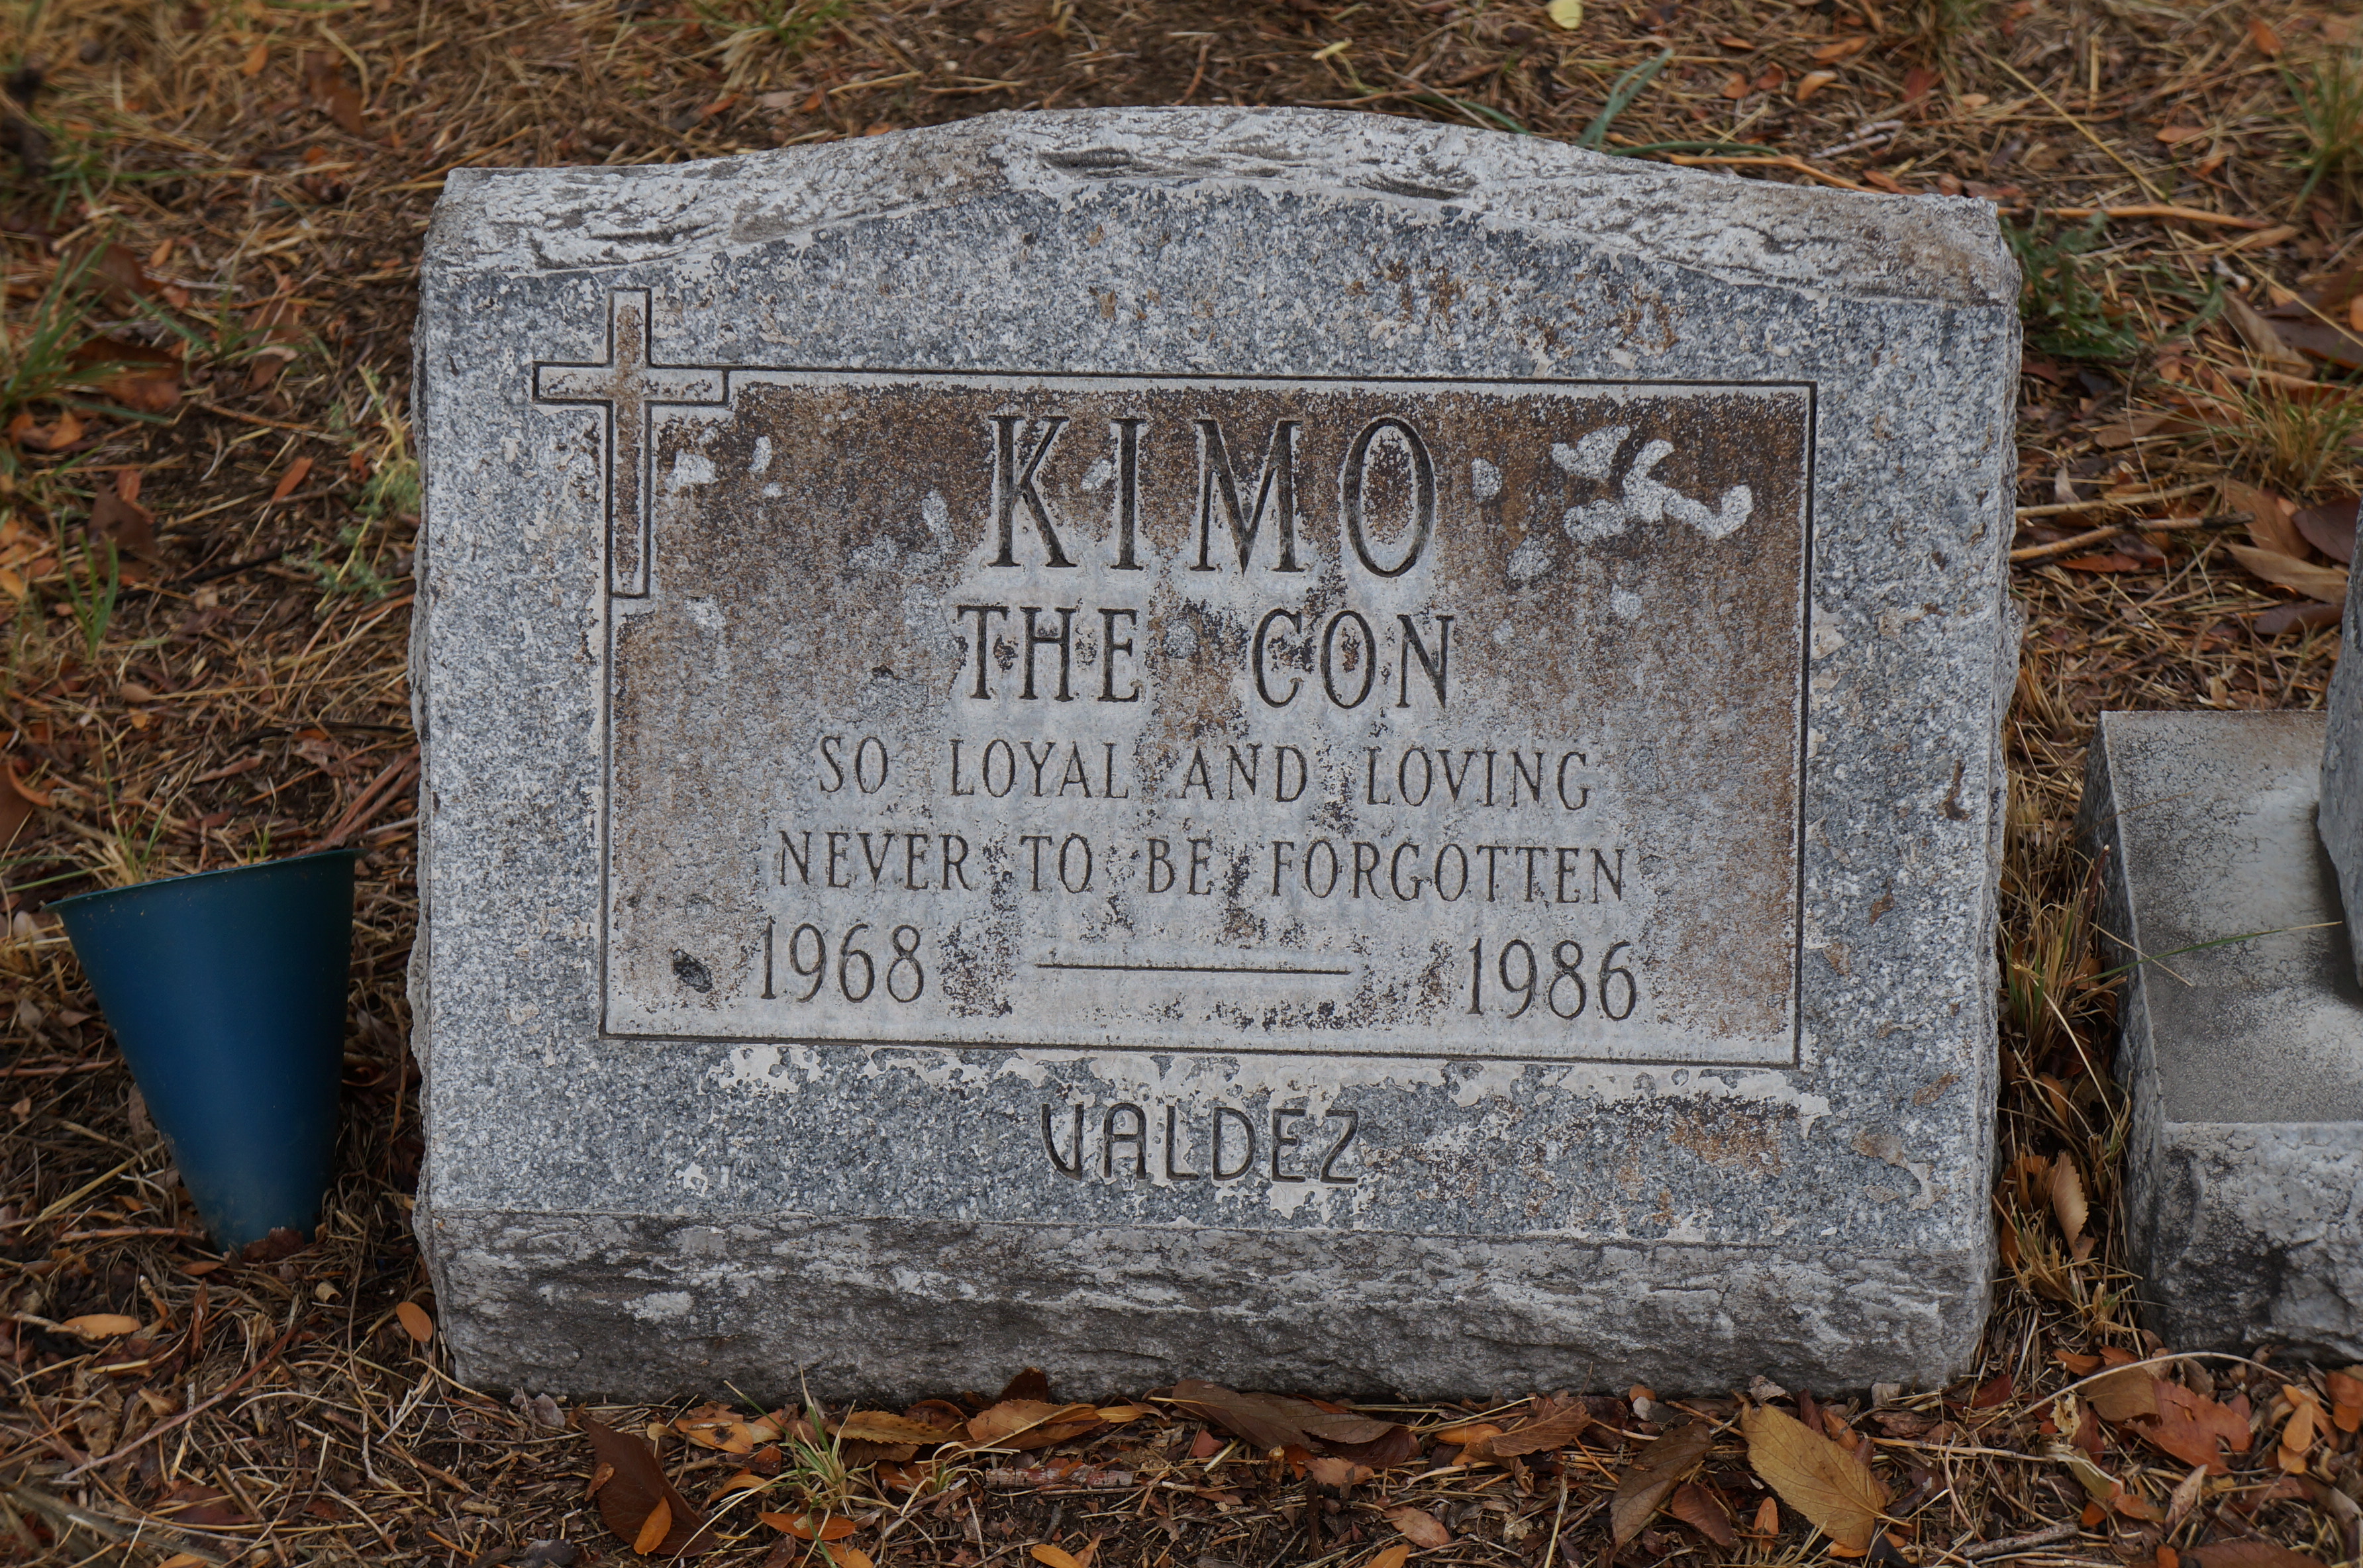 KIMO
THE CON
SO LOYAL AND LOVING
NEVER TO BE FORGOTTEN
1968 — 1986
VALDEZ